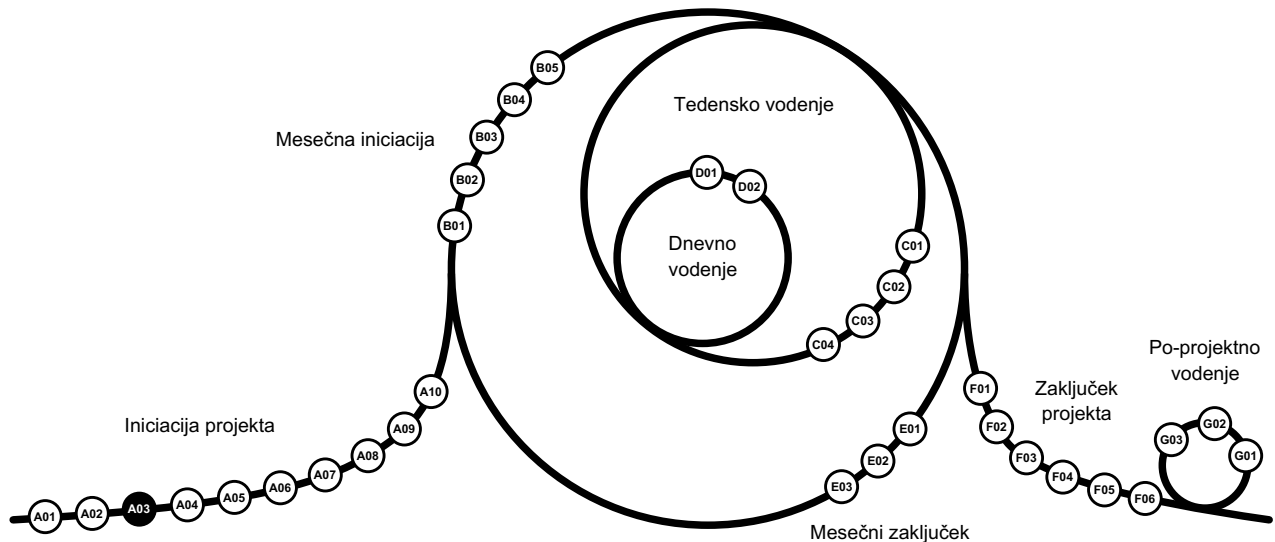 Iniciacija projekta
A01
A02
A03
A04
A05
A06
A07
A08
A09
A10
Mesečna iniciacija
B01
B02
B03
B04
B05
Tedensko vodenje
C01
C02
C03
C04
Dnevno
vodenje
D01
D02
Mesečni zaključek
E01
E02
E03
Zaključek
projekta
F01
F02
F03
F04
F05
F06
Po-projektno
vodenje
G01
G02
G03